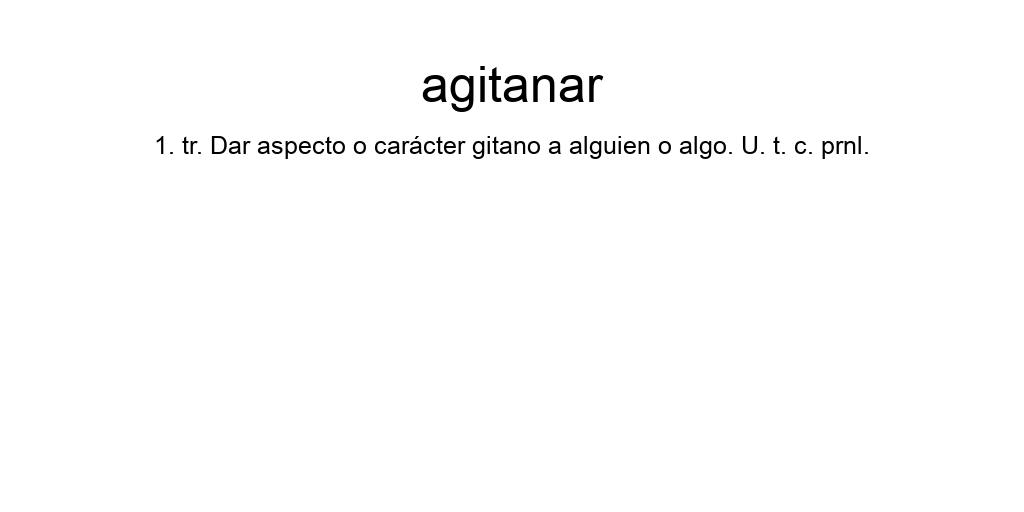 agitanar
1. tr. Dar aspecto o carácter gitano a alguien o algo. U. t. c. prnl.